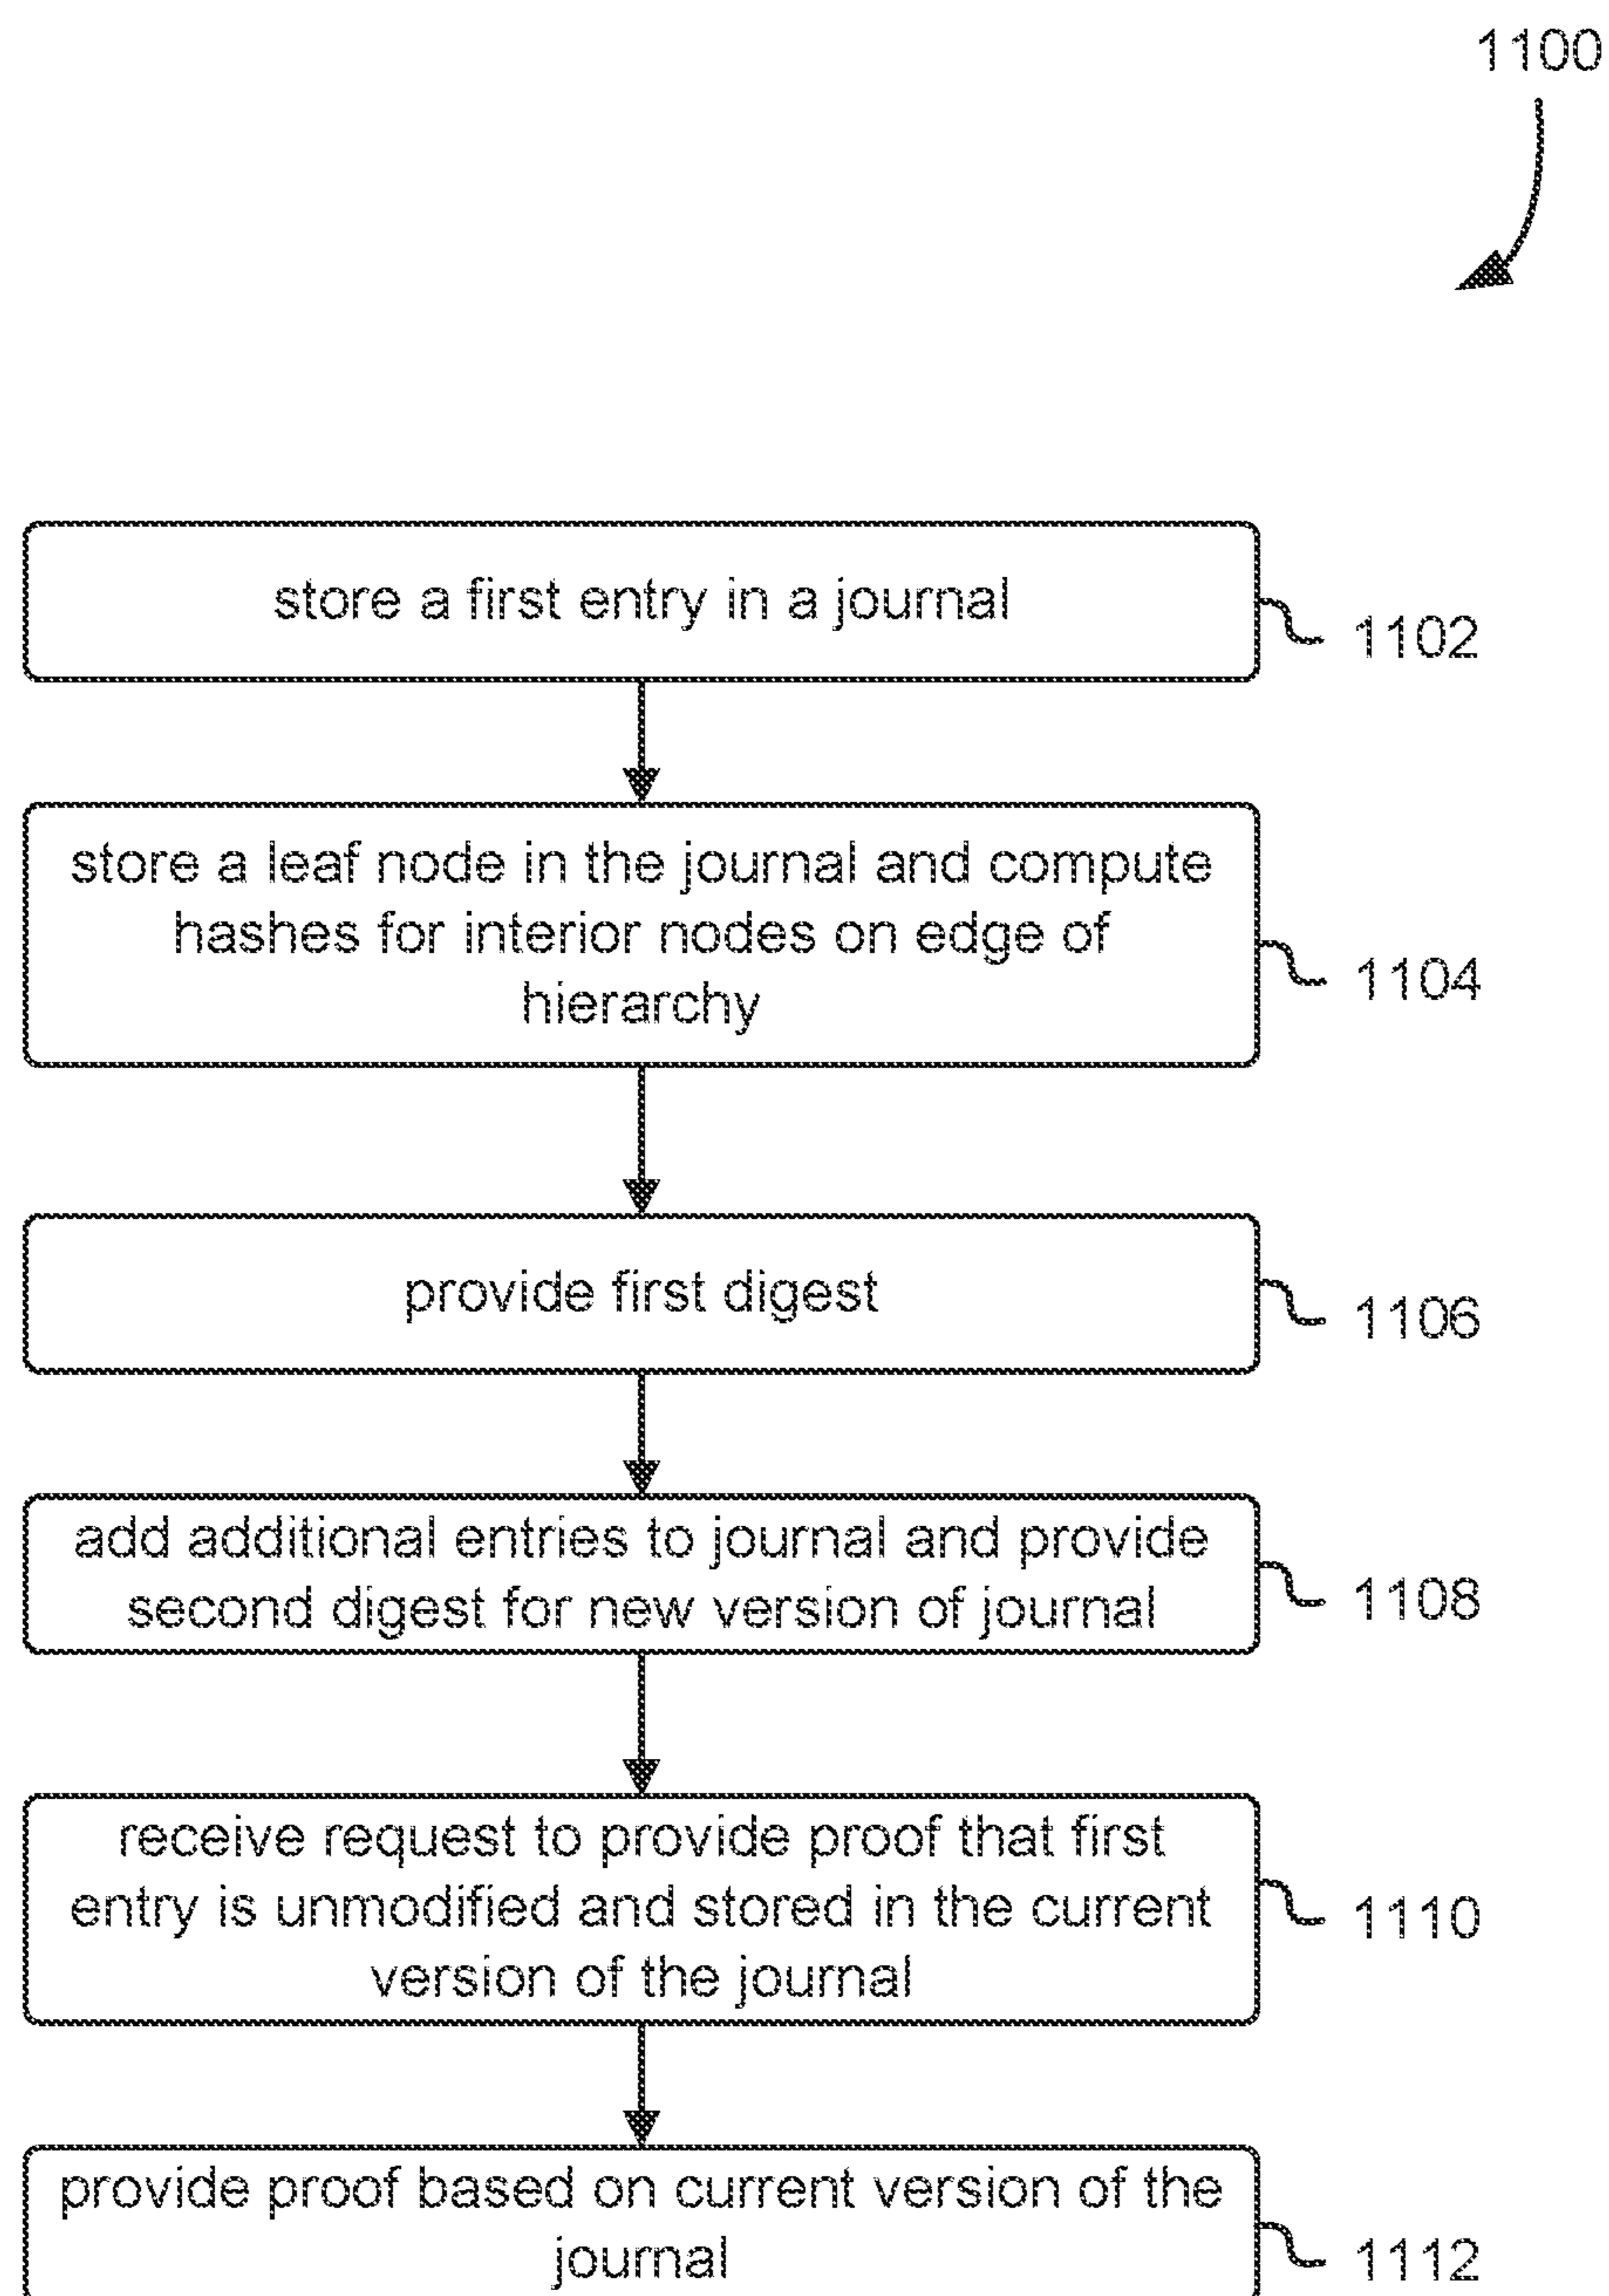 1100
store a first entry in a journal
1102
store a leaf node in the journal and compute
hashes for interior nodes on edge of
hierarchy
1104
provide first digest
1106
add additional entries to journal and provide
second digest for new version of journal
1108
receive request to provide proof that first
entry is unmodified and stored in the current
version of the journal
1110
provide proof based on current version of the
journal
1112